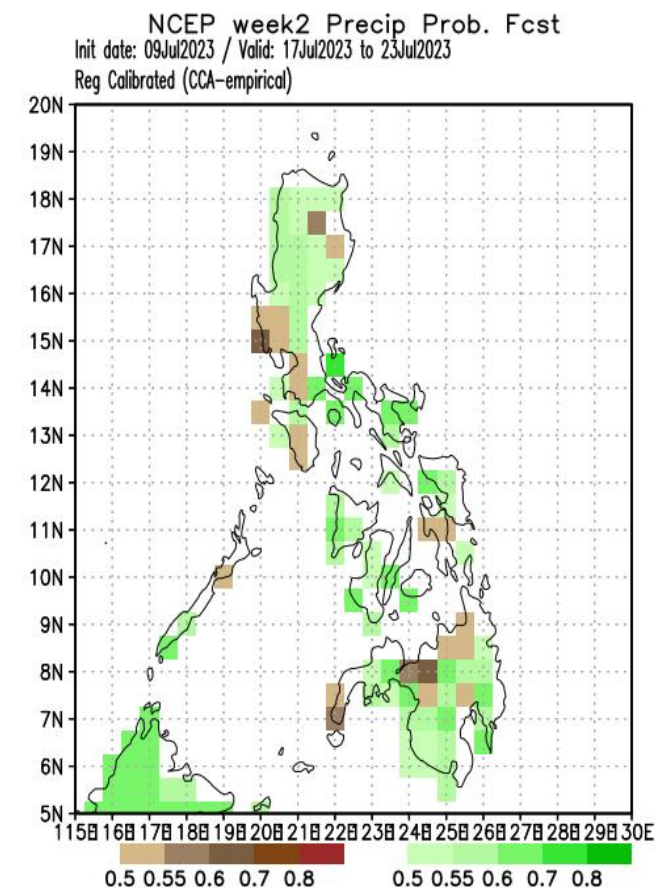 NCEP week2 Precip Prob. Fcst
Init date: 09Jul2023 / Valid: 17Jul2023 to 23Jul2023
Reg Calibrated (CCA-empirical)
20N
19N
18N
17N
16N
15N
14N
13N
12N
11N
10N
9N
8N
7N
6N
5N
115E 116E 117E 118E 119E 120E 121E 122E 123E 124E 125E 126E 127E 128E 129E 130E
0.5 0.55 0.6 0.7 0.8 0.5 0.55 0.6 0.7 0.8